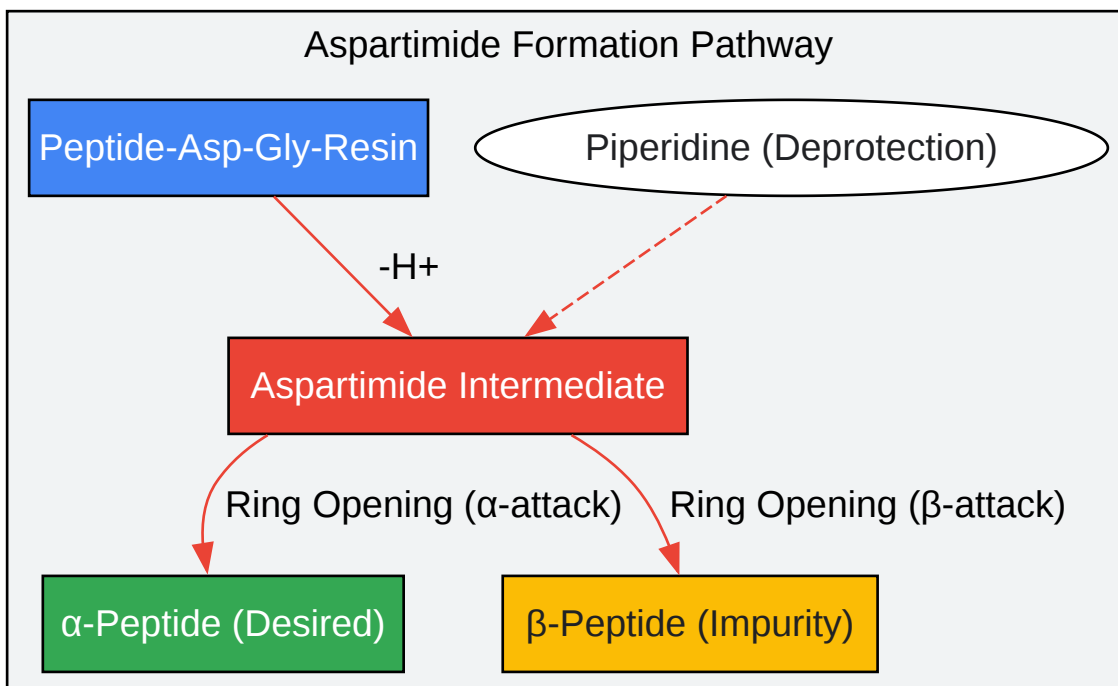 Aspartimide Formation Pathway
Peptide-Asp-Gly-Resin
Piperidine (Deprotection)
-H+
Aspartimide Intermediate
Ring Opening (α-attack)
Ring Opening (β-attack)
α-Peptide (Desired)
β-Peptide (Impurity)